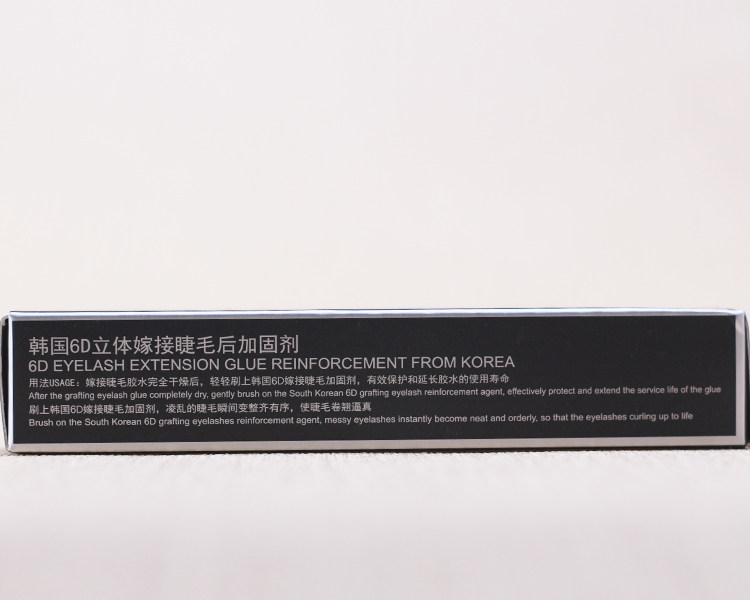 韩国6D立体嫁接睫毛后加固剂
6D EYELASH EXTENSION GLUE REINFORCEMENT FROM KOREA
用法USAGE：嫁接睫毛胶水完全干燥后，轻轻刷上韩国6D嫁接睫毛加固剂，有效保护和延长胶水的使用寿命
After the grafting eyelash glue completely dry, gently brush on the South Korean 6D grafting eyelash reinforcement agent, effectively protect and extend the service life of the glue
刷上韩国6D嫁接睫毛加固剂，凌乱的睫毛瞬间变整齐有序，使睫毛卷翘逼真
Brush on the South Korean 6D grafting eyelashes reinforcement agent, messy eyelashes instantly become neat and orderly, so that the eyelashes curling up to life